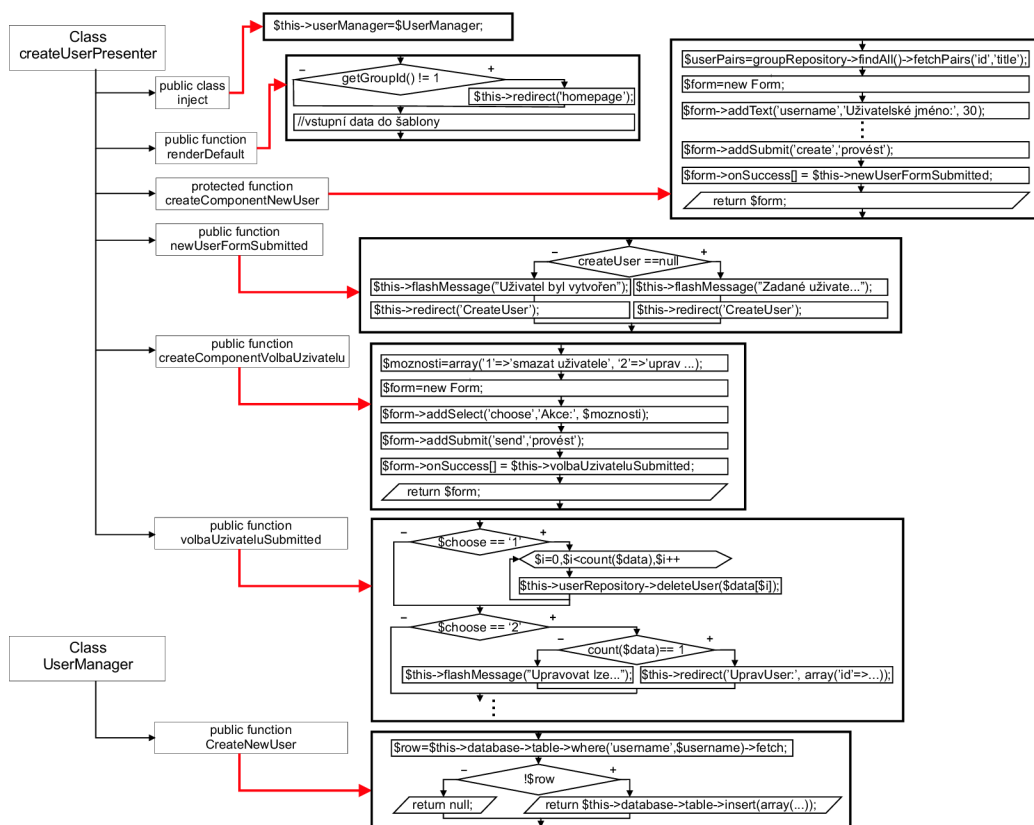 Class
createUserPresenter
$this->userManager=$UserManager;
public class
inject
–
+
getGroupId() != 1
$this->redirect('homepage');
//vstupní data do šablony
public function
renderDefault
$userPairs=groupRepository->findAll()->fetchPairs('id','title');
$form=new Form;
$form->addText('username','Uživatelské jméno:', 30);
$form->addSubmit('create','provést');
$form->onSuccess[] = $this->newUserFormSubmitted;
return $form;
protected function
createComponentNewUser
public function
newUserFormSubmitted
–
+
createUser ==null
$this->flashMessage("Uživatel byl vytvořen");
$this->flashMessage("Zadané uživate...");
$this->redirect('CreateUser');
$this->redirect('CreateUser');
public function
createComponentVolbaUzivatelu
$moznosti=array('1'=>'smazat uživatele', '2'=>'uprav ...);
$form=new Form;
$form->addSelect('choose','Akce:', $moznosti);
$form->addSubmit('send','provést');
$form->onSuccess[] = $this->volbaUzivateluSubmitted;
return $form;
public function
volbaUzivateluSubmitted
–
+
$choose == '1'
$i=0,$i<count($data),$i++
$this->userRepository->deleteUser($data[$i]);
–
+
$choose == '2'
–
+
count($data)== 1
$this->flashMessage("Upravovat lze...");
$this->redirect('UpravUser:', array('id'=>...));
Class
UserManager
public function
CreateNewUser
$row=$this->database->table->where('username',$username)->fetch;
–
+
!$row
return null;
return $this->database->table->insert(array(...));